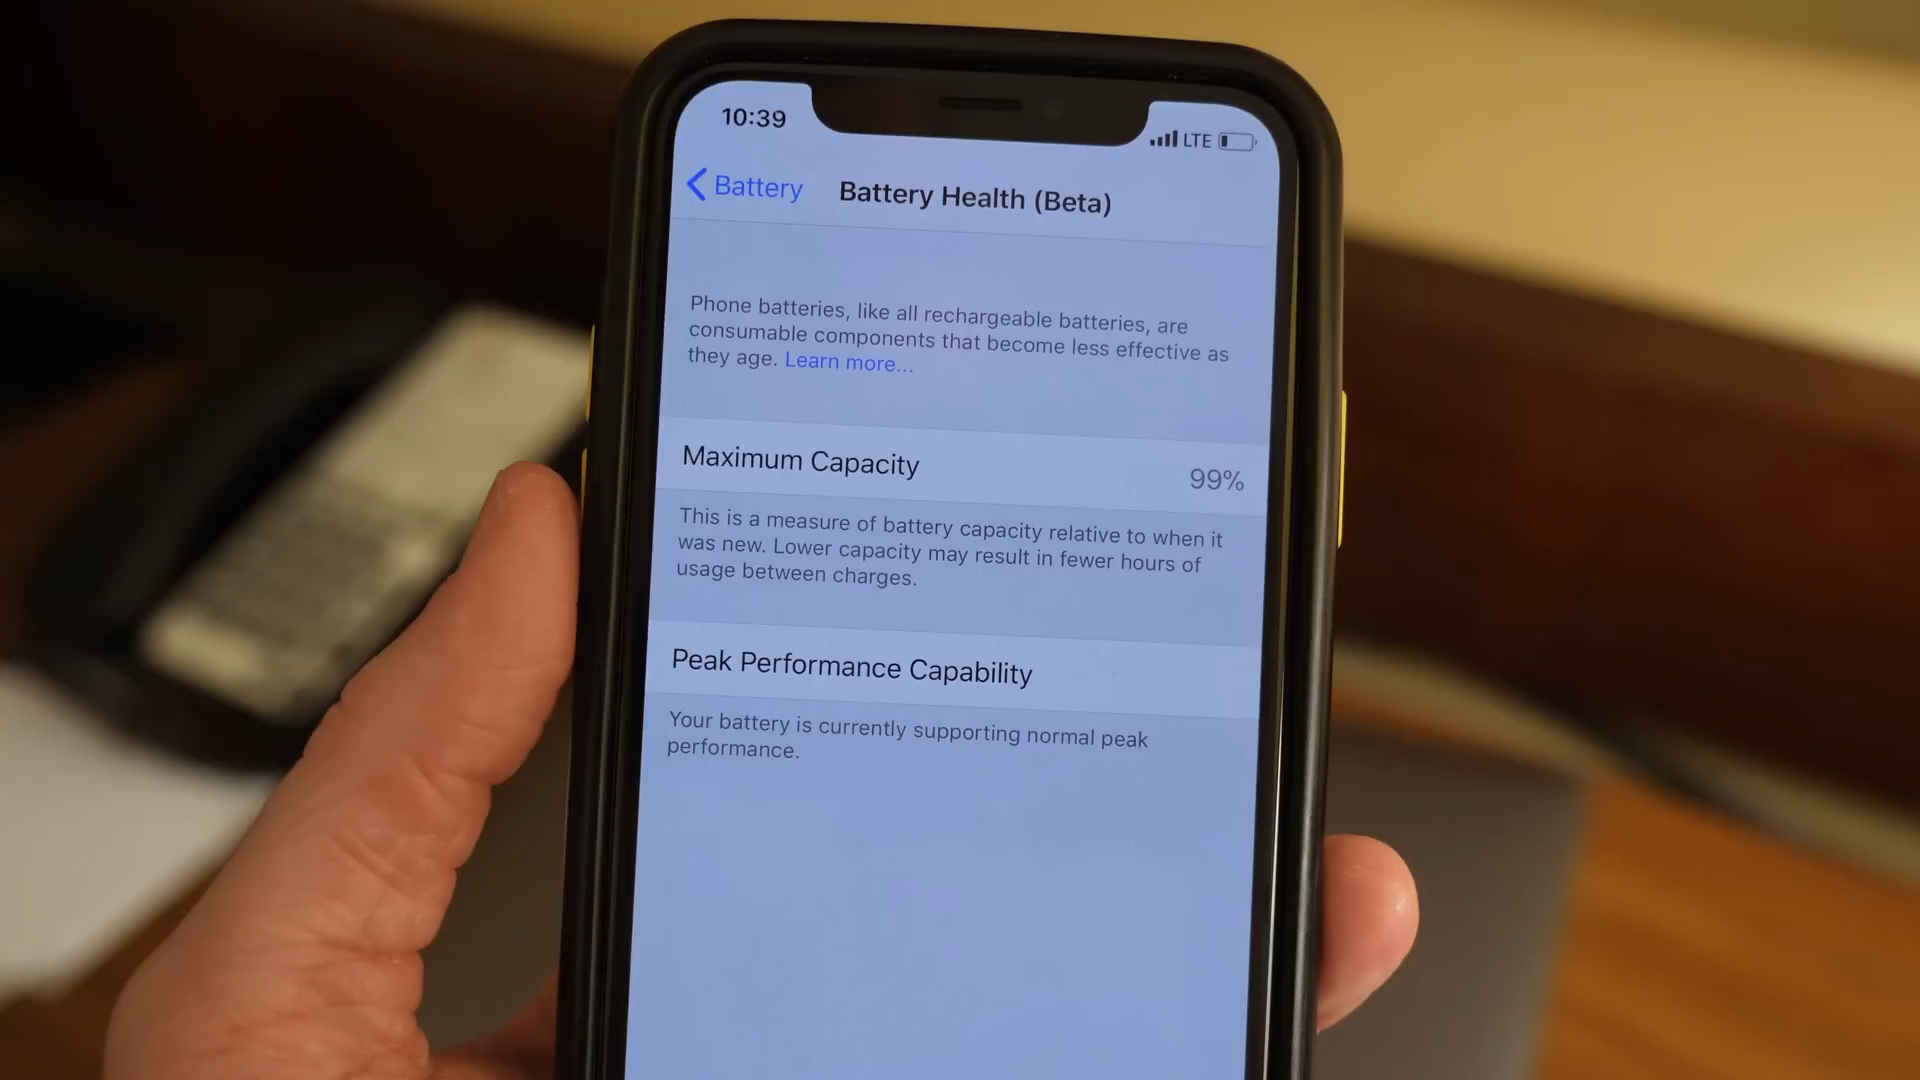 10:39
LTE
Battery
Battery Health (Beta)
Phone batteries, like all rechargeable batteries, are
consumable components that become less effective as
they age. Learn more...
Maximum Capacity
99%
This is a measure of battery capacity relative to when it
was new. Lower capacity may result in fewer hours of
usage between charges.
Peak Performance Capability
Your battery is currently supporting normal peak
performance.